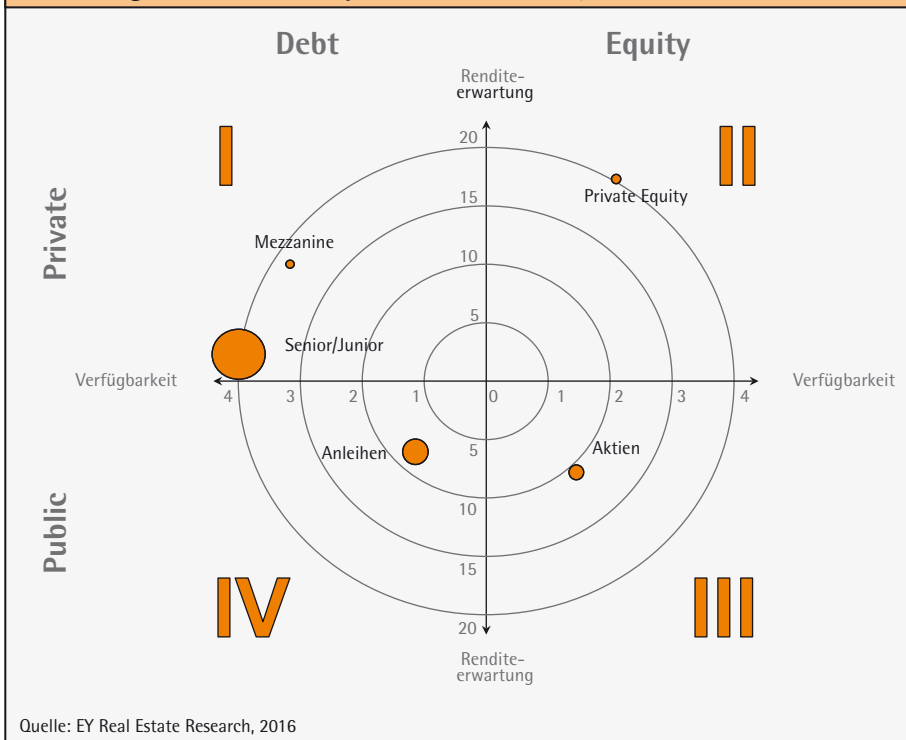 Debt
Equity
Rendite-
erwartung
I
II
Private
20
Private Equity
15
Mezzanine
10
5
Senior/Junior
Verfügbarkeit
4
3
2
1
0
1
2
3
4
Verfügbarkeit
5
Anleihen
Aktien
10
Public
15
IV
III
20
Rendite-
erwartung
Quelle: EY Real Estate Research, 2016